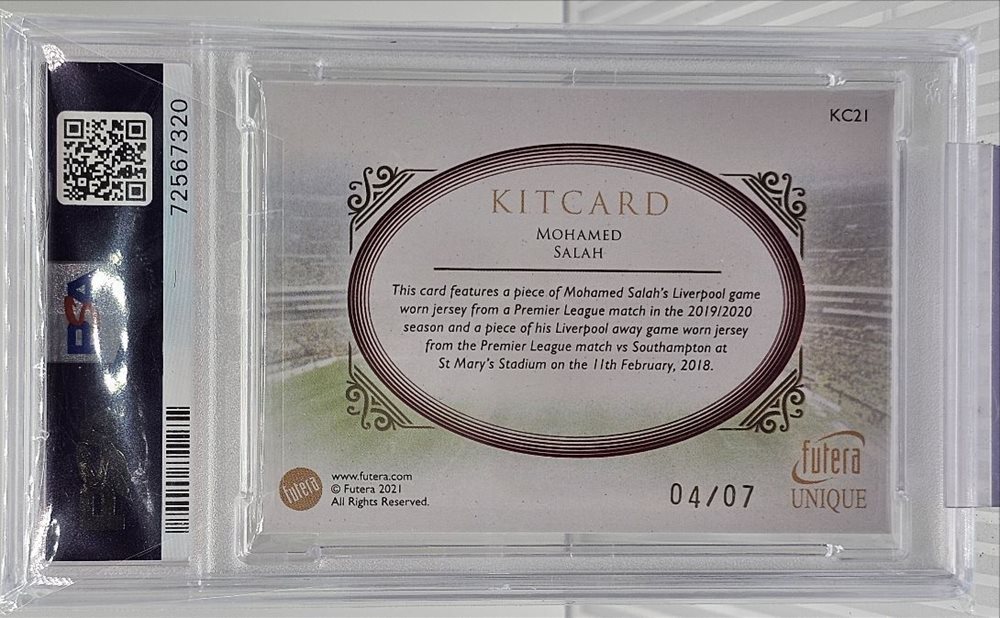 72567320
PSA
KC21
KITCARD
MOHAMED
SALAH
This card features a piece of Mohamed Salah's Liverpool game
worn jersey from a Premier League match in the 2019/2020
season and a piece of his Liverpool away game worn jersey
from the Premier League match vs Southampton at
St Mary's Stadium on the 11th February, 2018.
futera
www.futera.com
© Futera 2021
All Rights Reserved.
04/07
futera
UNIQUE